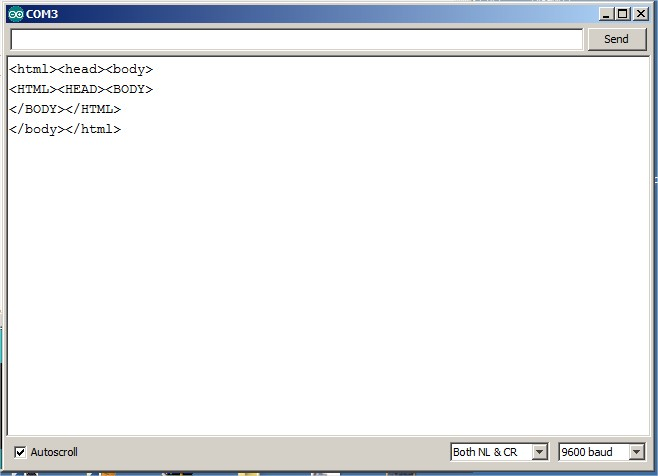 COM3
Send
<html><head><body>
<HTML><HEAD><BODY>
</BODY></HTML>
</body></html>
Autoscroll
Both NL & CR
9600 baud